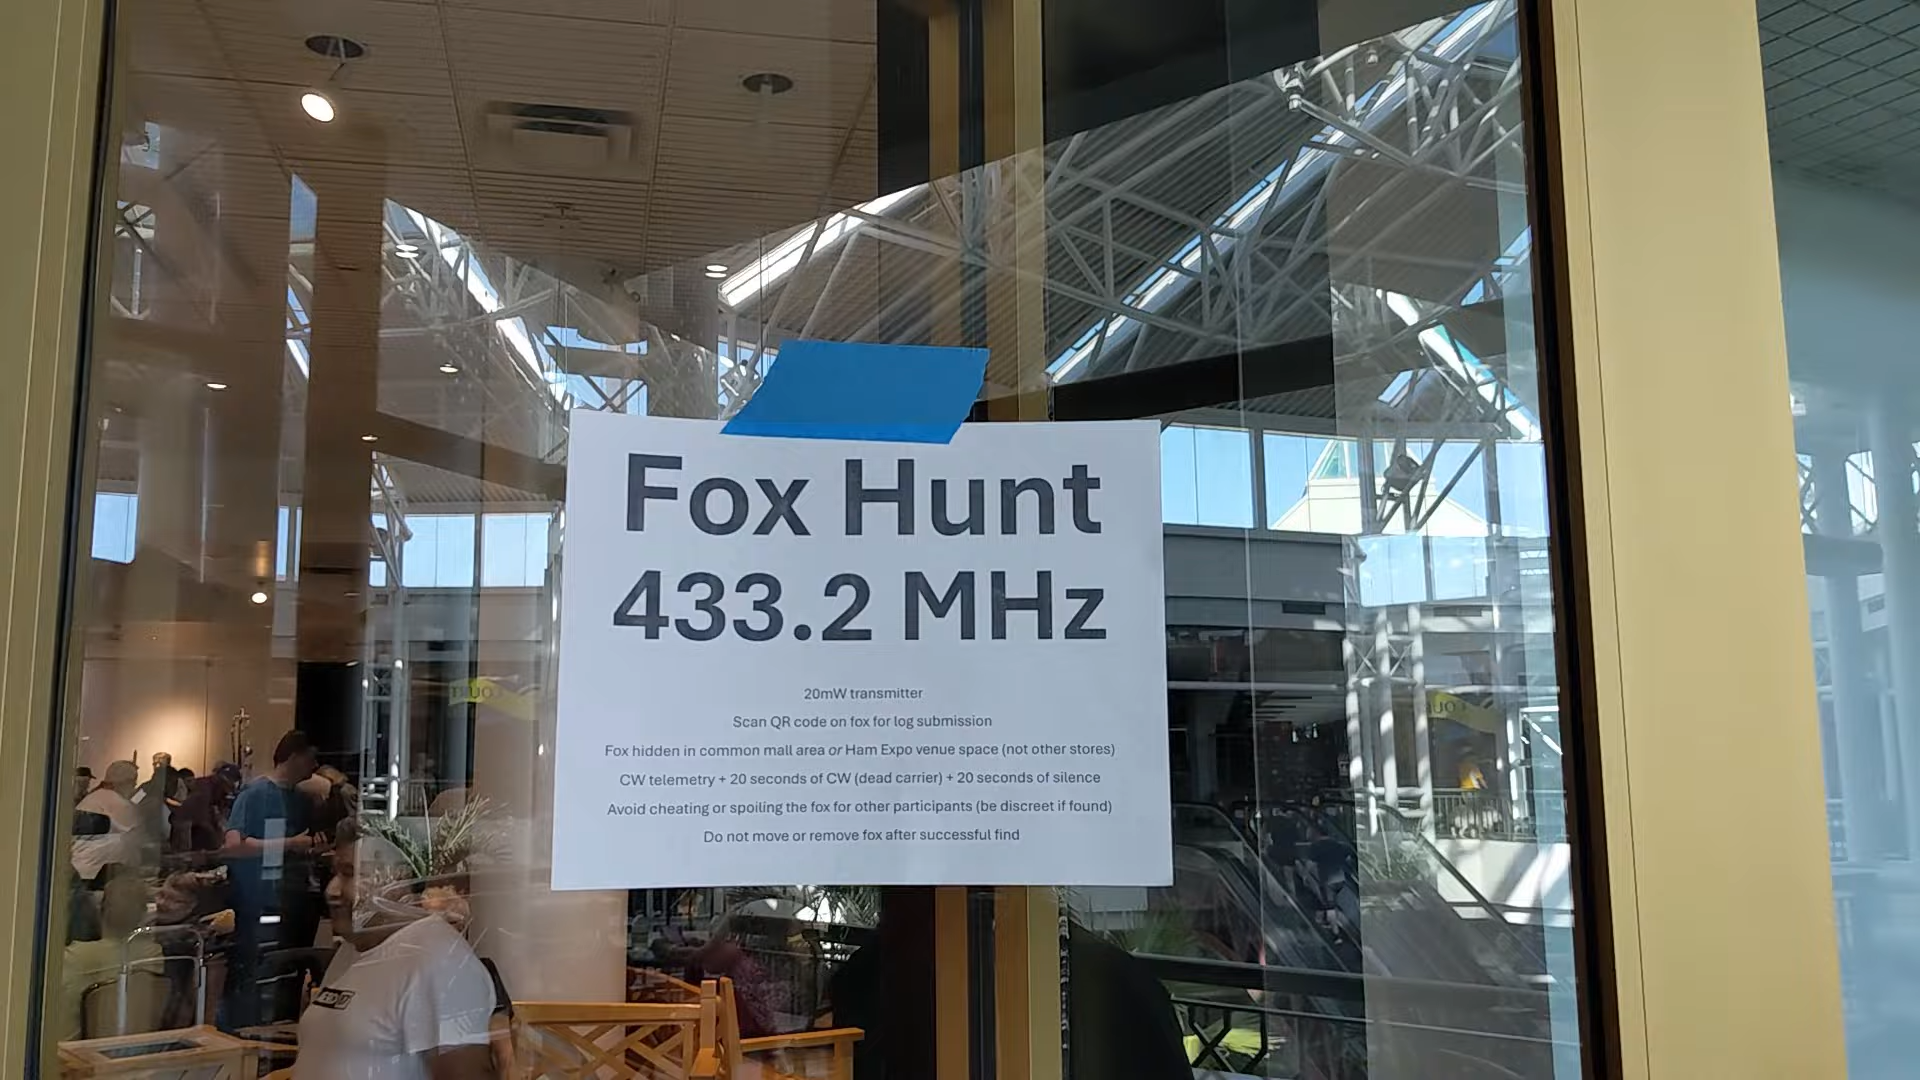 Fox Hunt
433.2 MHz
20mW transmitter
Scan QR code on fox for log submission
Fox hidden in common mall area or Ham Expo venue space (not other stores)
CW telemetry + 20 seconds of CW (dead carrier) + 20 seconds of silence
Avoid cheating or spoiling the fox for other participants (be discreet if found)
Do not move or remove fox after successful find